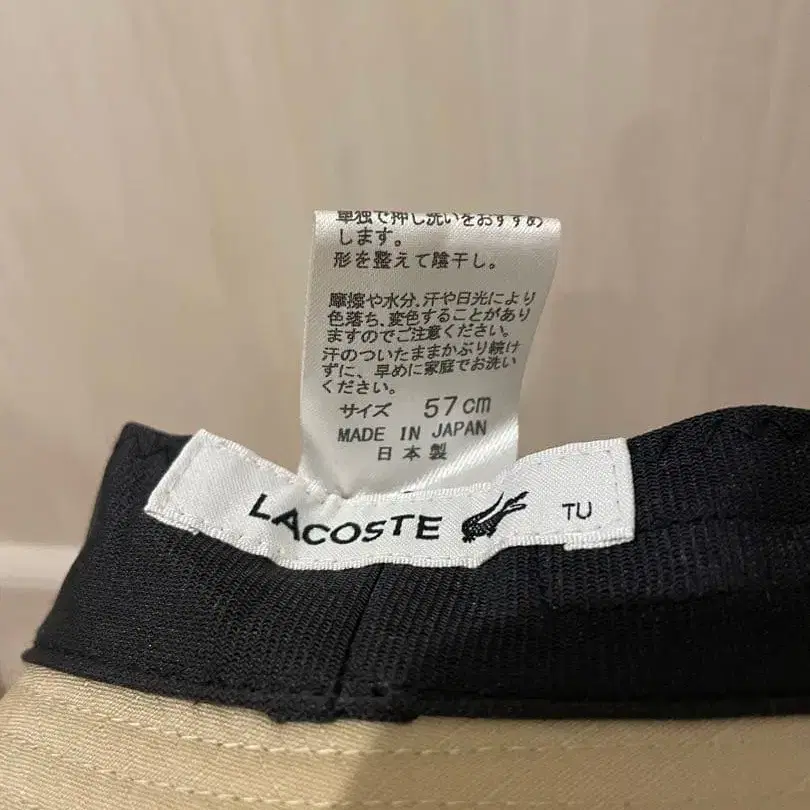 単独で押し洗いをおすすめ
します。
形を整えて陰干し。
摩擦や水分、汗や日光により
色落ち、変色することがあり
ますのでご注意ください。
汗のついたままかぶり続け
ずに、早めに家庭でお洗い
ください。
サイズ 57cm
MADE IN JAPAN
日本製
LACOSTE TU